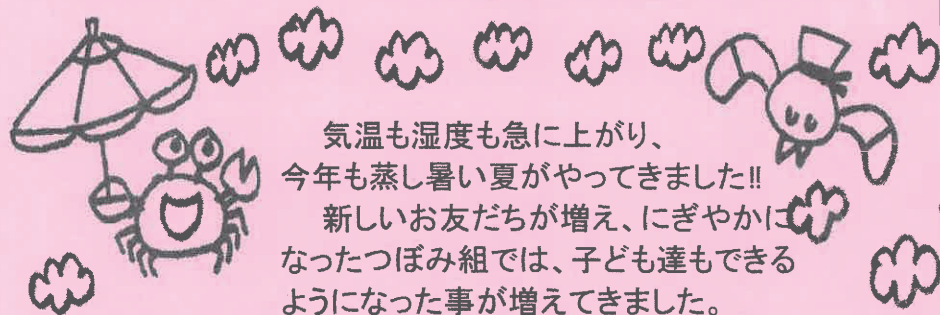 気温も湿度も急に上がり、
今年も蒸し暑い夏がやってきました!!
　新しいお友だちが増え、にぎやかに
なったつぼみ組では、子ども達もできる
ようになった事が増えてきました。